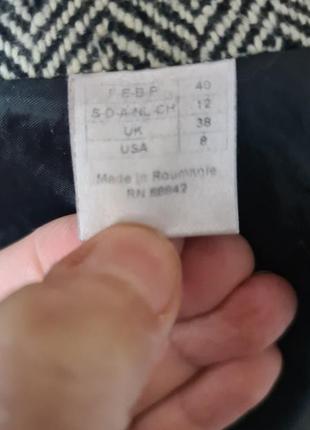 F-E-B-P 40
S-D-A-NL-CH 12
UK 38
USA 8
Made in Roumanie
RN 88842